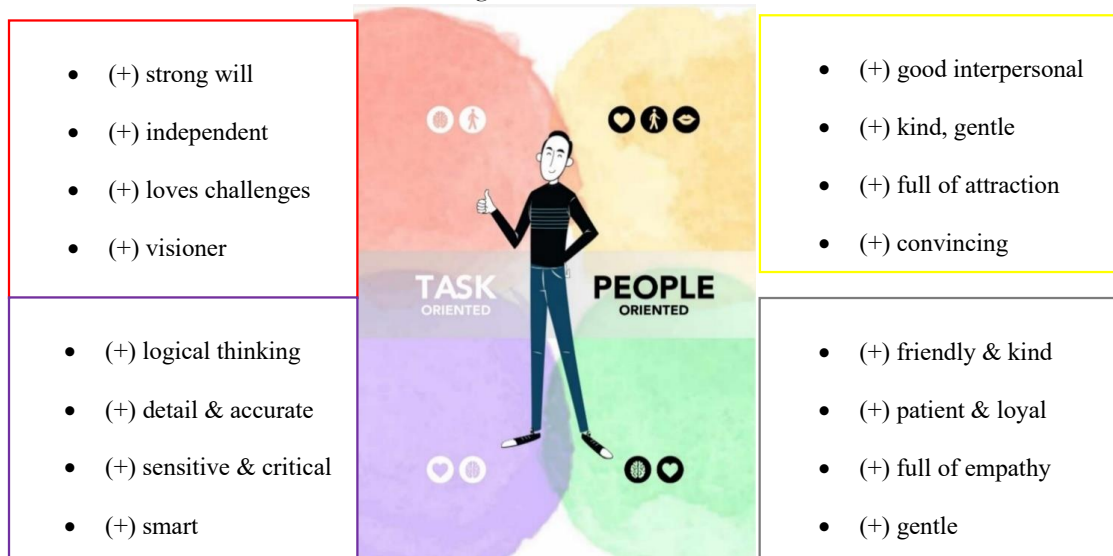 • (+) strong will
• (+) independent
• (+) loves challenges
• (+) visioner
• (+) good interpersonal
• (+) kind, gentle
• (+) full of attraction
• (+) convincing
TASK
ORIENTED
PEOPLE
ORIENTED
• (+) logical thinking
• (+) detail & accurate
• (+) sensitive & critical
• (+) smart
• (+) friendly & kind
• (+) patient & loyal
• (+) full of empathy
• (+) gentle